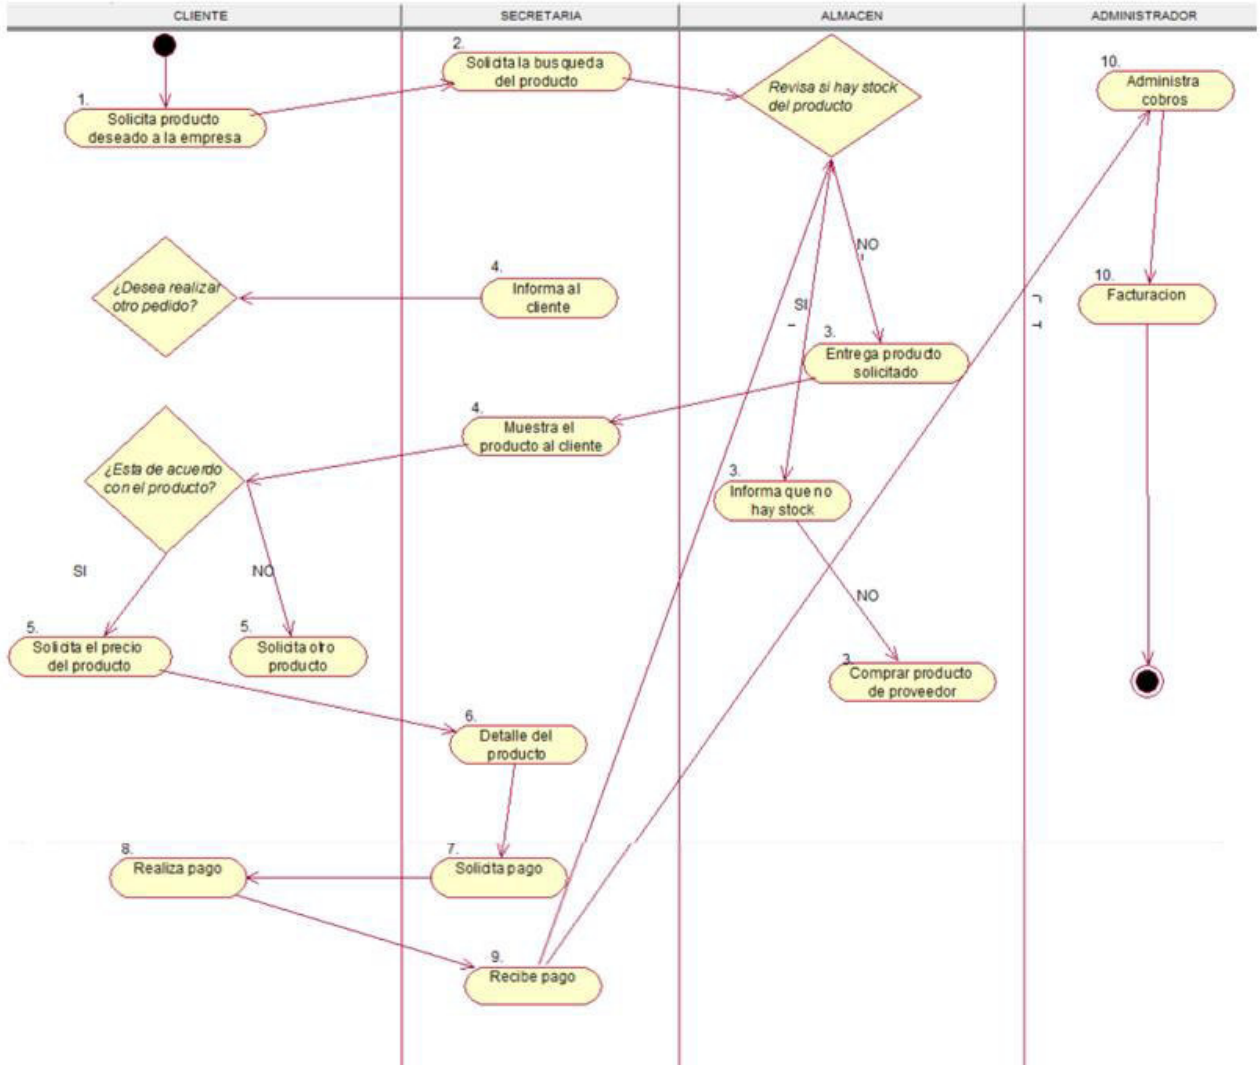 CLIENTE
SECRETARIA
ALMACEN
ADMINISTRADOR
1.
Solicita producto
deseado a la empresa
2.
Solicita la busqueda
del producto
Revisa si hay stock
del producto
10.
Administra
cobros
¿Desea realizar
otro pedido?
4.
Informa al
cliente
NO
SI
10.
Facturacion
3.
Entrega producto
solicitado
4.
Muestra el
producto al cliente
¿Esta de acuerdo
con el producto?
3.
Informa que no
hay stock
SI
NO
NO
5.
Solicita el precio
del producto
5.
Solicita otro
producto
3.
Comprar producto
de proveedor
6.
Detalle del
producto
8.
Realiza pago
7.
Solicita pago
9.
Recibe pago